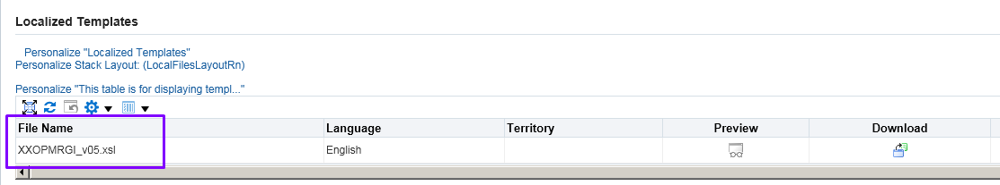 Localized Templates
Personalize "Localized Templates"
Personalize Stack Layout: (LocalFilesLayoutRn)
Personalize "This table is for displaying templ..."
File Name Language Territory Preview Download
XXOPMRGI_v05.xsl English